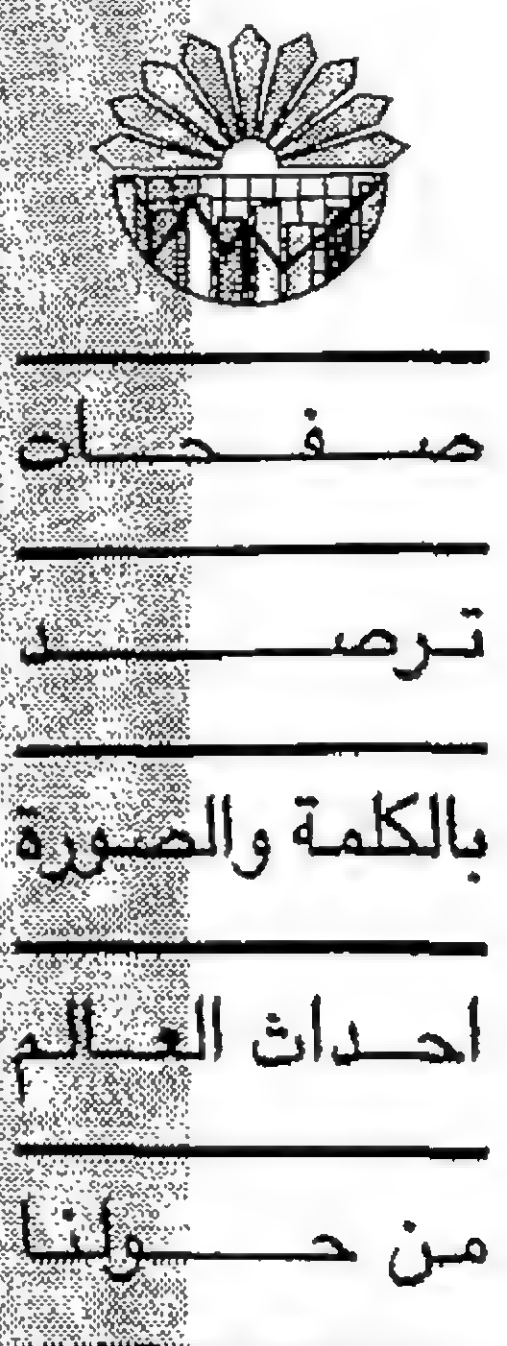 صفحات
ترصد
بالكلمة والصورة
احداث العالم
من حولنا